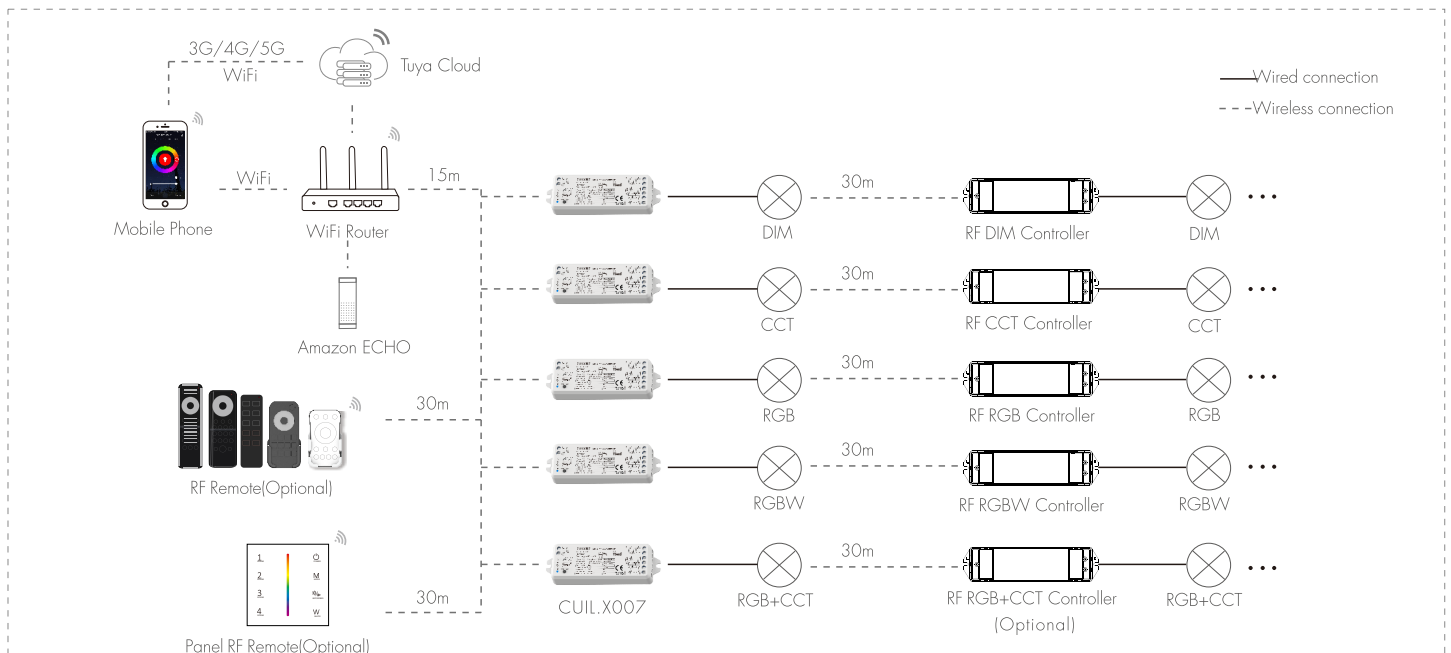 3G/4G/5G
WiFi
Tuya Cloud
Wired connection
Wireless connection
WiFi
15m
Mobile Phone
WiFi Router
Amazon ECHO
DIM
30m
RF DIM Controller
DIM
•••
CCT
30m
RF CCT Controller
CCT
•••
RGB
30m
RF RGB Controller
RGB
•••
30m
RF Remote(Optional)
RGBW
30m
RF RGBW Controller
RGBW
•••
1
2
3
4
M
W
30m
Panel RF Remote(Optional)
CUIL.X007
RGB+CCT
30m
RF RGB+CCT Controller
(Optional)
RGB+CCT
•••